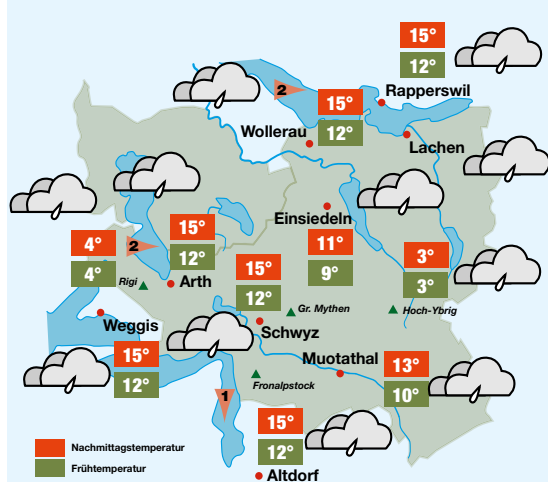 15°
12°
Rapperswil
2
15°
12°
Wollerau
Lachen
Einsiedeln
4°
4°
2
15°
12°
Rigi
Arth
11°
9°
3°
3°
15°
12°
Gr. Mythen
Hoch-Ybrig
Weggis
Schwyz
15°
12°
Muotathal
13°
10°
Fronalpstock
1
15°
12°
Altdorf
Nachmittagstemperatur
Frühtemperatur